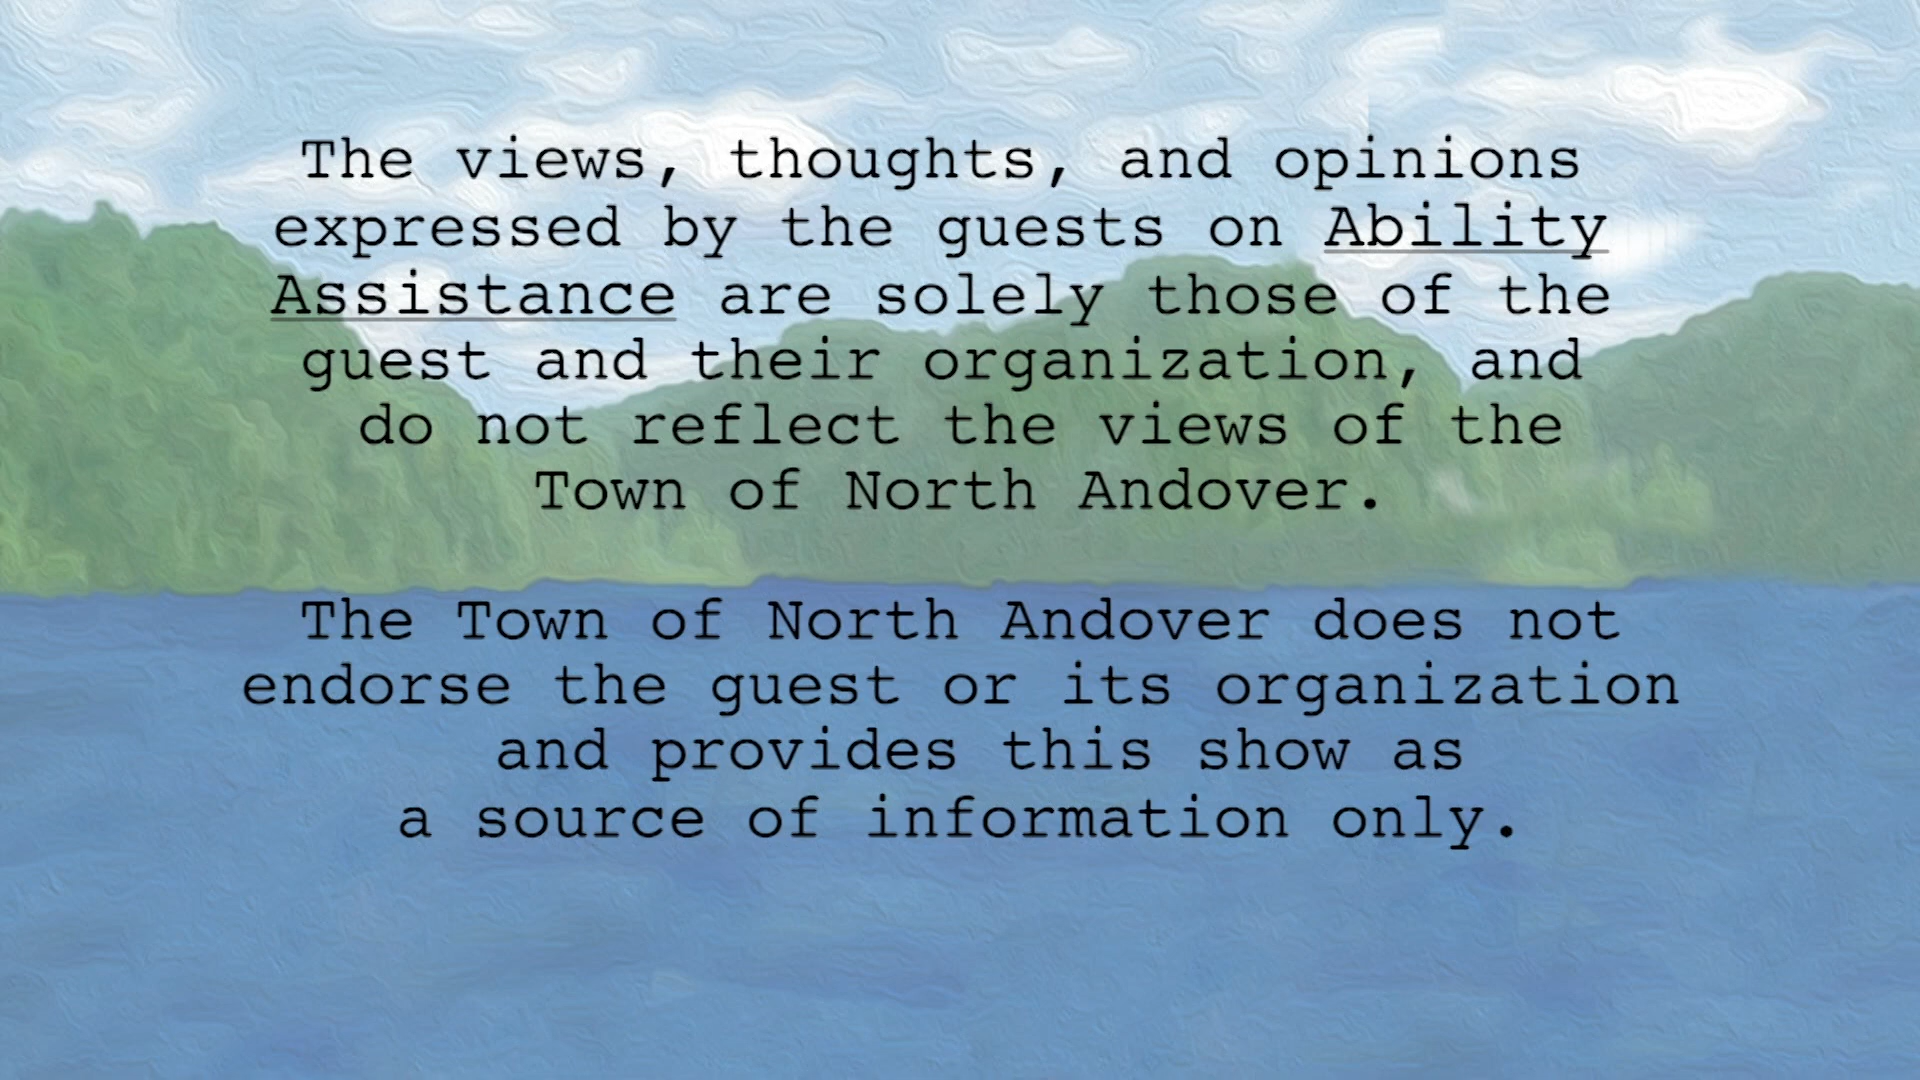 The views, thoughts, and opinions
expressed by the guests on Ability
Assistance are solely those of the
guest and their organization, and
do not reflect the views of the
Town of North Andover.
The Town of North Andover does not
endorse the guest or its organization
and provides this show as
a source of information only.